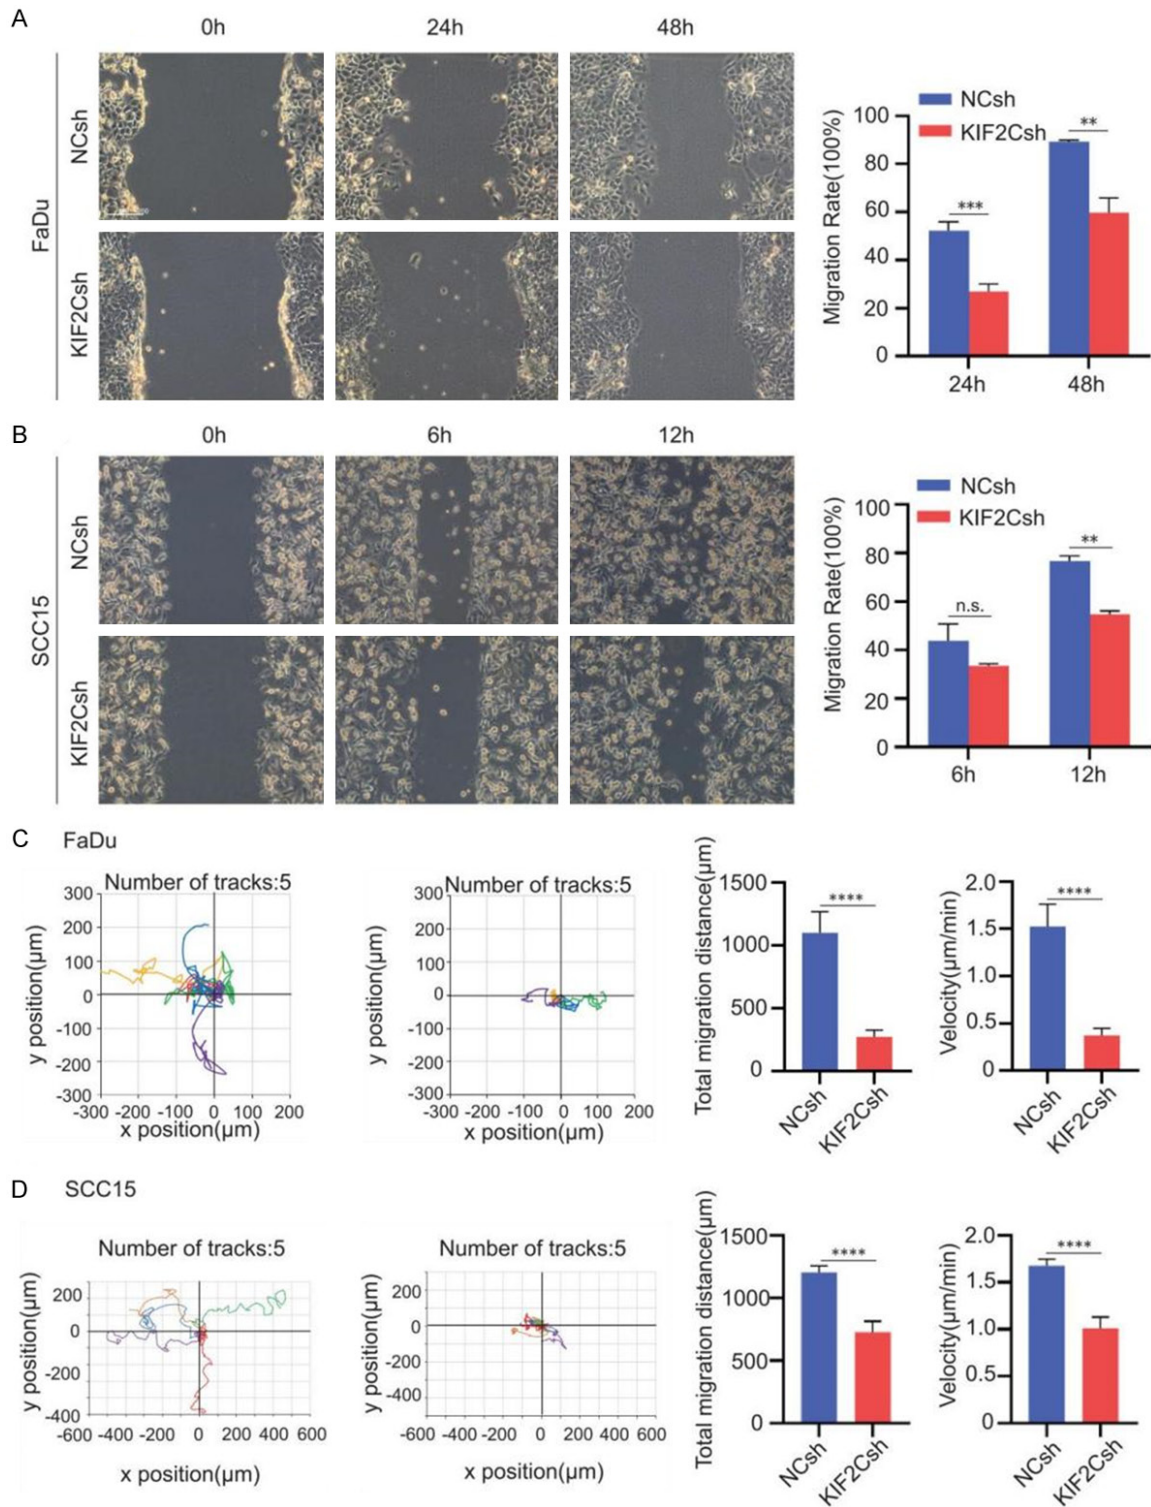 A
0h
24h
48h
FaDu
NCsh
KIF2Csh
NCsh
KIF2Csh
Migration Rate(100%)
100
80
60
40
20
0
***
**
24h
48h
B
0h
6h
12h
SCC15
NCsh
KIF2Csh
NCsh
KIF2Csh
Migration Rate(100%)
100
80
60
40
20
0
n.s.
**
6h
12h
C
FaDu
Number of tracks:5
y position(μm)
300
200
100
0
-100
-200
-300
-300 -200 -100 0 100 200
x position(μm)
Number of tracks:5
y position(μm)
300
200
100
0
-100
-200
-300
-300 -200 -100 0 100 200
x position(μm)
Total migration distance(μm)
1500
1000
500
0
****
NCsh
KIF2Csh
Velocity(μm/min)
2.0
1.5
1.0
0.5
0
****
NCsh
KIF2Csh
D
SCC15
Number of tracks:5
y position(μm)
200
0
-200
-400
-600 -400 -200 0 200 400 600
x position(μm)
Number of tracks:5
y position(μm)
200
0
-200
-400
-600 -400 -200 0 200 400 600
x position(μm)
Total migration distance(μm)
1500
1000
500
0
****
NCsh
KIF2Csh
Velocity(μm/min)
2.0
1.5
1.0
0.5
0
****
NCsh
KIF2Csh